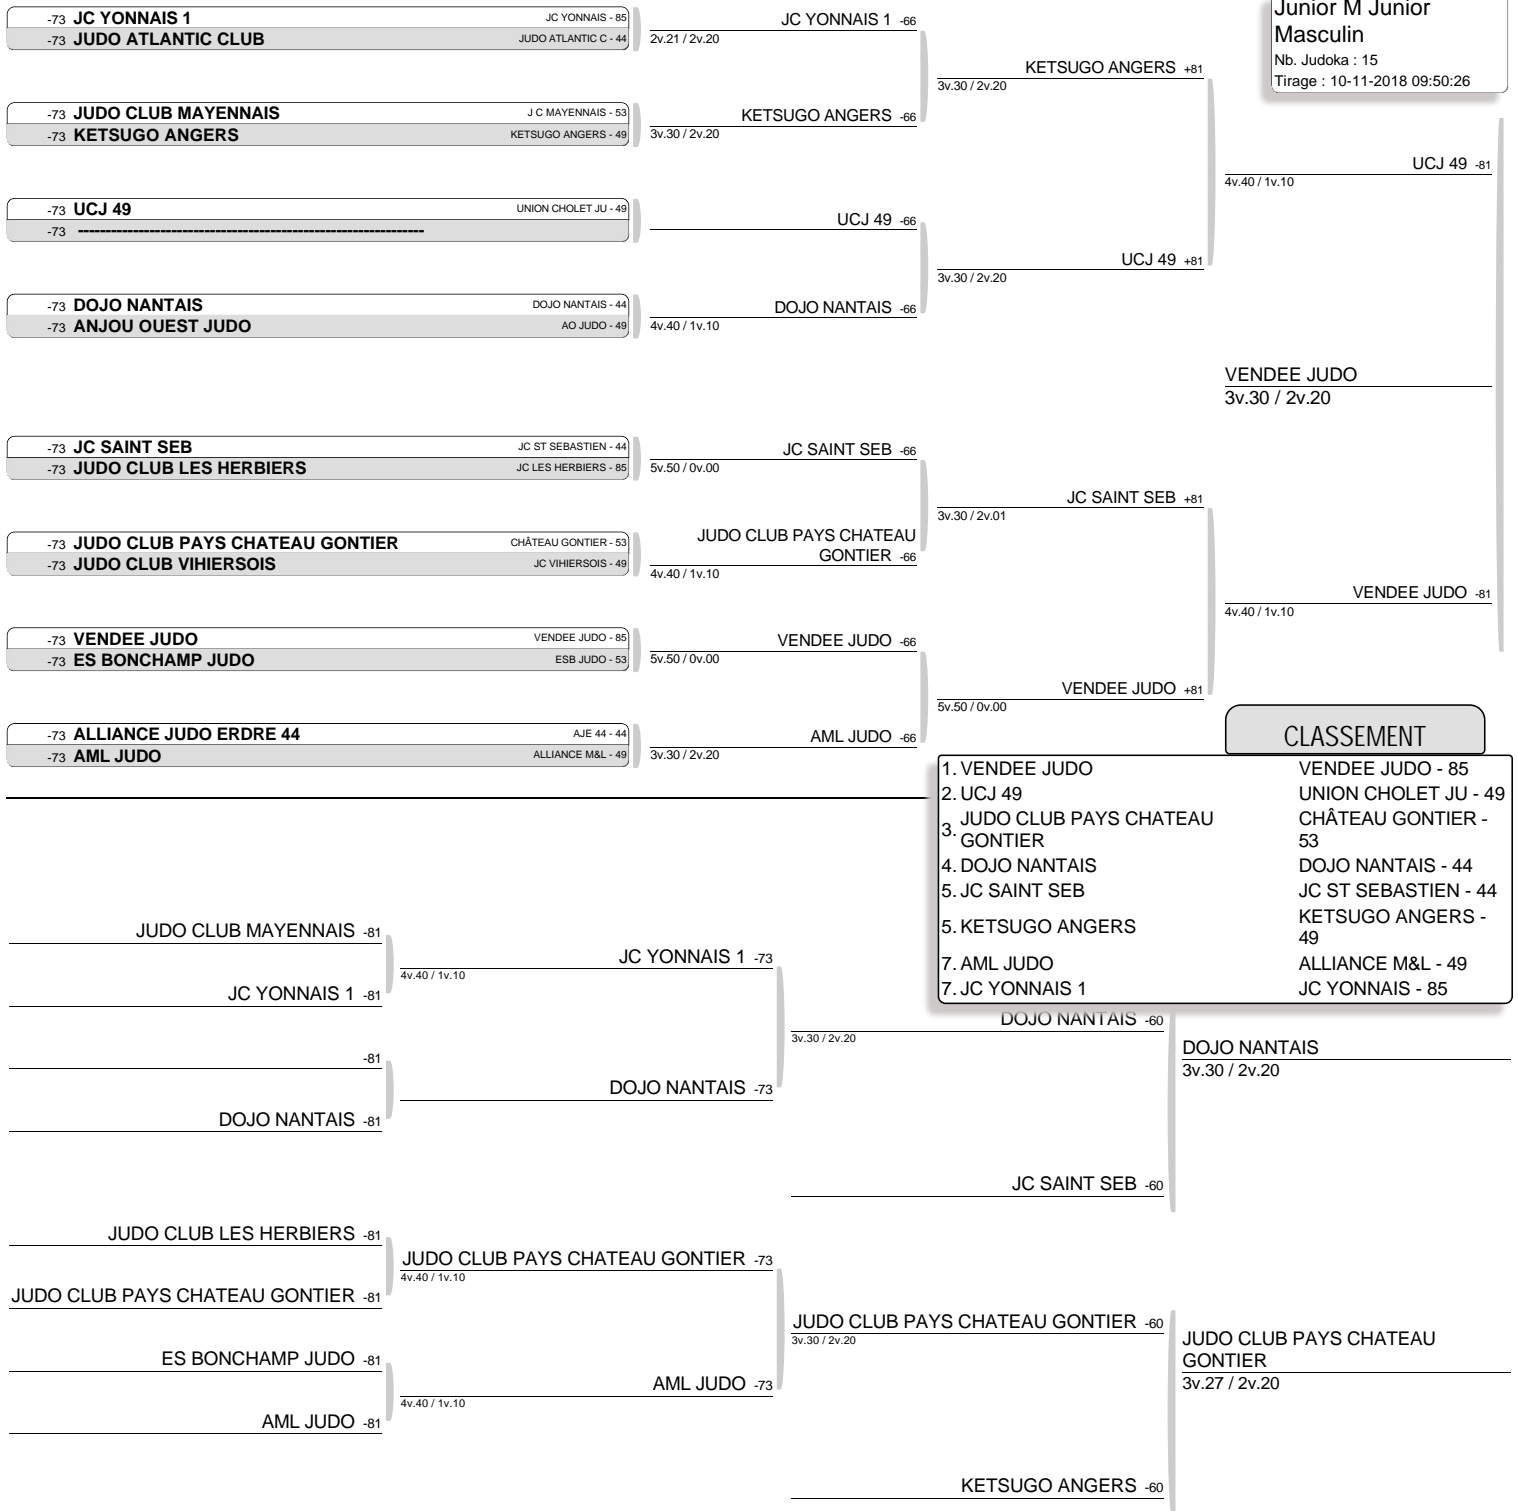 Junior M Junior
Masculin
Nb. Judoka : 15
Tirage : 10-11-2018 09:50:26
-73 JC YONNAIS 1 JC YONNAIS - 85
-73 JUDO ATLANTIC CLUB JUDO ATLANTIC C - 44
JC YONNAIS 1 -66
2v.21 / 2v.20
KETSUGO ANGERS +81
3v.30 / 2v.20
-73 JUDO CLUB MAYENNAIS J C MAYENNAIS - 53
-73 KETSUGO ANGERS KETSUGO ANGERS - 49
KETSUGO ANGERS -66
3v.30 / 2v.20
UCJ 49 -81
4v.40 / 1v.10
-73 UCJ 49 UNION CHOLET JU - 49
-73 ---------------------------------------------------------------
UCJ 49 -66
UCJ 49 +81
3v.30 / 2v.20
-73 DOJO NANTAIS DOJO NANTAIS - 44
-73 ANJOU OUEST JUDO AO JUDO - 49
DOJO NANTAIS -66
4v.40 / 1v.10
VENDEE JUDO
3v.30 / 2v.20
-73 JC SAINT SEB JC ST SEBASTIEN - 44
-73 JUDO CLUB LES HERBIERS JC LES HERBIERS - 85
JC SAINT SEB -66
5v.50 / 0v.00
JC SAINT SEB +81
3v.30 / 2v.01
-73 JUDO CLUB PAYS CHATEAU GONTIER CHÂTEAU GONTIER - 53
-73 JUDO CLUB VIHIERSOIS JC VIHIERSOIS - 49
JUDO CLUB PAYS CHATEAU
GONTIER -66
4v.40 / 1v.10
VENDEE JUDO -81
4v.40 / 1v.10
-73 VENDEE JUDO VENDEE JUDO - 85
-73 ES BONCHAMP JUDO ESB JUDO - 53
VENDEE JUDO -66
5v.50 / 0v.00
VENDEE JUDO +81
5v.50 / 0v.00
-73 ALLIANCE JUDO ERDRE 44 AJE 44 - 44
-73 AML JUDO ALLIANCE M&L - 49
AML JUDO -66
3v.30 / 2v.20
CLASSEMENT
1. VENDEE JUDO VENDEE JUDO - 85
2. UCJ 49 UNION CHOLET JU - 49
3. JUDO CLUB PAYS CHATEAU
GONTIER CHÂTEAU GONTIER -
53
4. DOJO NANTAIS DOJO NANTAIS - 44
5. JC SAINT SEB JC ST SEBASTIEN - 44
5. KETSUGO ANGERS KETSUGO ANGERS -
49
7. AML JUDO ALLIANCE M&L - 49
7. JC YONNAIS 1 JC YONNAIS - 85
JUDO CLUB MAYENNAIS -81
JC YONNAIS 1 -81
JC YONNAIS 1 -73
4v.40 / 1v.10
-81
DOJO NANTAIS -81
DOJO NANTAIS -73
DOJO NANTAIS -60
3v.30 / 2v.20
DOJO NANTAIS
3v.30 / 2v.20
JC SAINT SEB -60
JUDO CLUB LES HERBIERS -81
JUDO CLUB PAYS CHATEAU GONTIER -81
JUDO CLUB PAYS CHATEAU GONTIER -73
4v.40 / 1v.10
JUDO CLUB PAYS CHATEAU GONTIER -60
3v.30 / 2v.20
JUDO CLUB PAYS CHATEAU
GONTIER
3v.27 / 2v.20
ES BONCHAMP JUDO -81
AML JUDO -81
AML JUDO -73
4v.40 / 1v.10
KETSUGO ANGERS -60